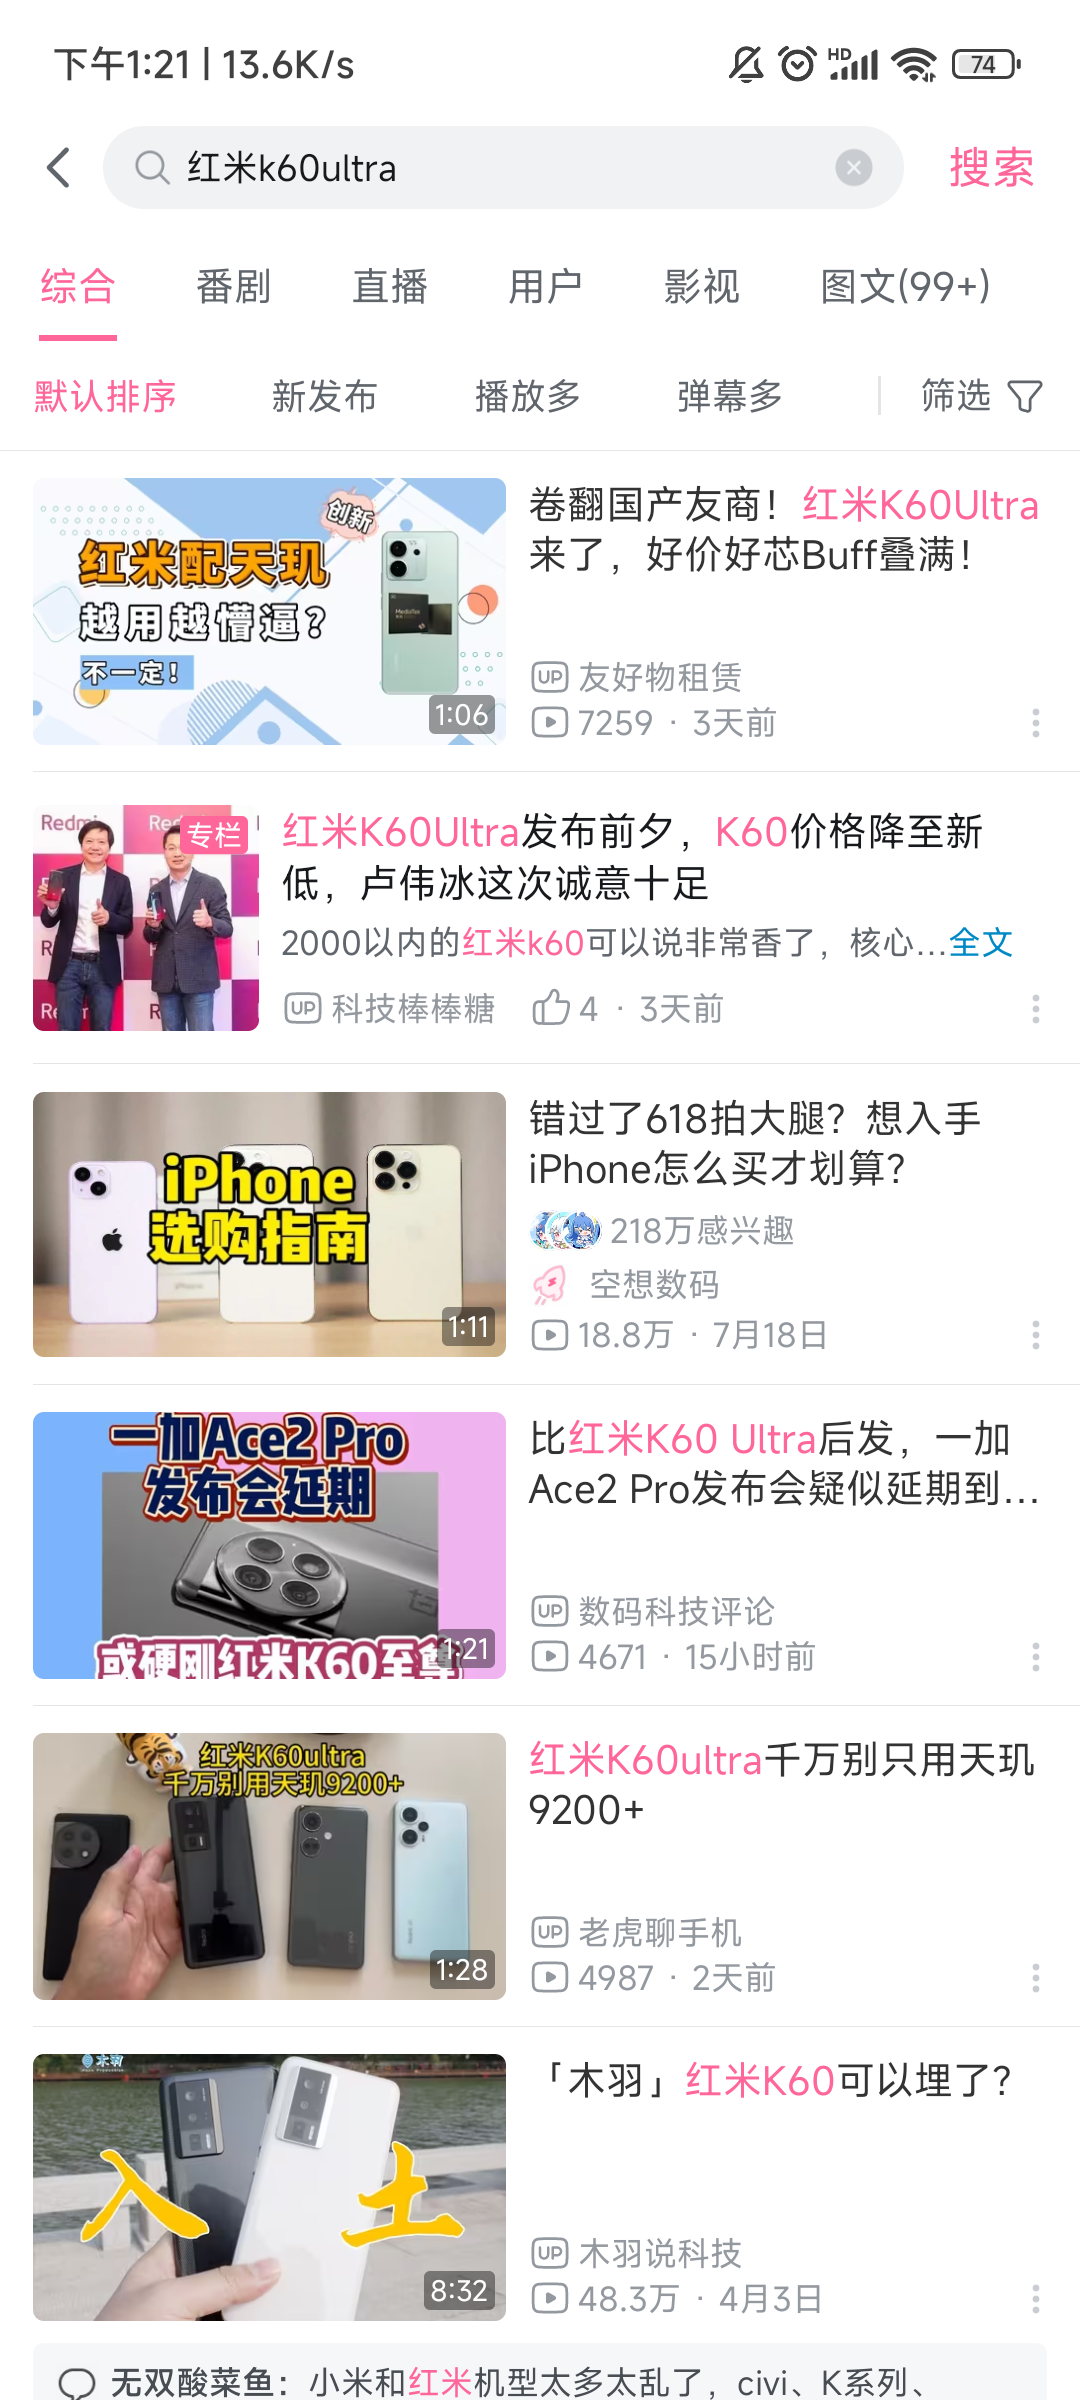 下午1:21 | 13.6K/s
HD
74
红米k60ultra
搜索
综合 番剧 直播 用户 影视 图文(99+)
默认排序 新发布 播放多 弹幕多 筛选
创新
红米配天玑
越用越懵逼?
不一定!
MediaTek
1:06
卷翻国产友商! 红米K60Ultra
来了，好价好芯Buff叠满!
UP 友好物租赁
7259 · 3天前
专栏
红米K60Ultra发布前夕，K60价格降至新
低，卢伟冰这次诚意十足
2000以内的红米k60可以说非常香了，核心...全文
UP 科技棒棒糖 4 · 3天前
iPhone
选购指南
iPhone
1:11
错过了618拍大腿? 想入手
iPhone怎么买才划算?
218万感兴趣
空想数码
18.8万 · 7月18日
一加Ace2 Pro
发布会延期
或硬刚红米K60至尊
1:21
比红米K60 Ultra后发，一加
Ace2 Pro发布会疑似延期到...
UP 数码科技评论
4671 · 15小时前
红米K60ultra
千万别用天玑9200+
1:28
红米K60ultra千万别只用天玑
9200+
UP 老虎聊手机
4987 · 2天前
木羽
入土
8:32
「木羽」红米K60可以埋了?
UP 木羽说科技
48.3万 · 4月3日
无双酸菜鱼：小米和红米机型太多太乱了，civi、K系列、